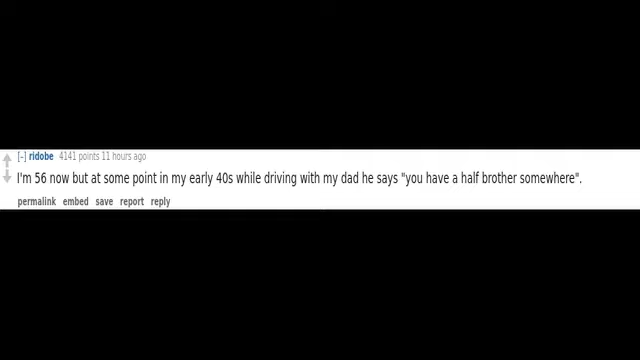 [-] ridobe 4141 points 11 hours ago
I'm 56 now but at some point in my early 40s while driving with my dad he says "you have a half brother somewhere".
permalink embed save report reply